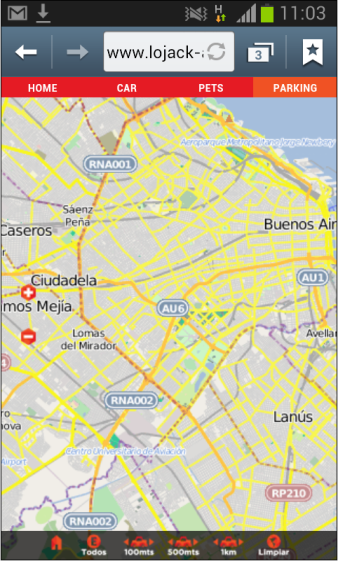 H 11:03
www.lojack- 3
HOME CAR PETS PARKING
Aeroparque Metropolitano Jorge Newbery
RNA001
Sáenz
Peña
Buenos Air
Caseros
Ciudadela
AU1
mos Mejía
AU6
Lomas
del Mirador
Avellan
RNA002
Lanús
ro
nova
Centro Universitario de Aviación
Airport
RP210
RNA002
Todos 100mts 500mts 1km Limpiar